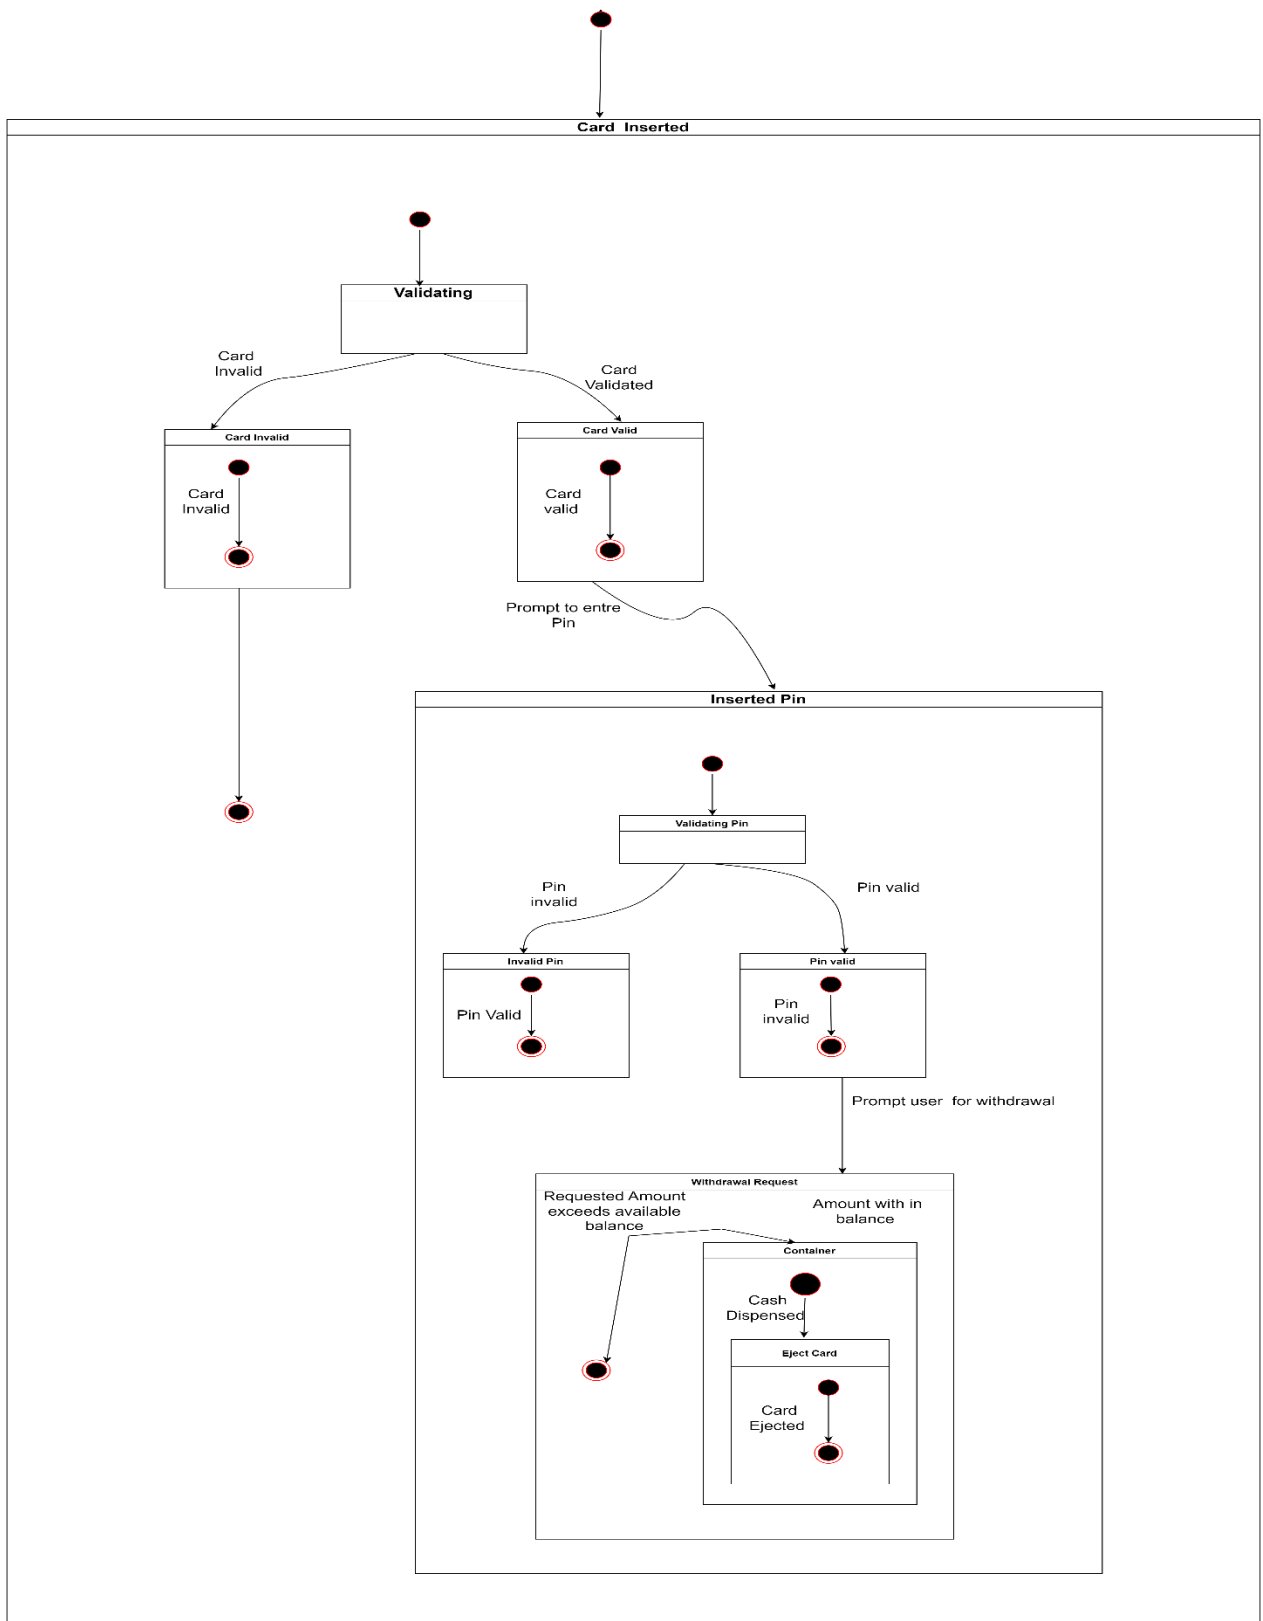 Card  Inserted
Validating
Card
Invalid
Card
Validated
Card Invalid
Card
Invalid
Card Valid
Card
valid
Prompt to entre
Pin
Inserted Pin
Validating Pin
Pin
invalid
Pin valid
Invalid Pin
Pin Valid
Pin valid
Pin
invalid
Prompt user  for withdrawal
Withdrawal Request
Requested Amount
exceeds available
balance
Amount with in
balance
Container
Cash
Dispensed
Eject Card
Card
Ejected